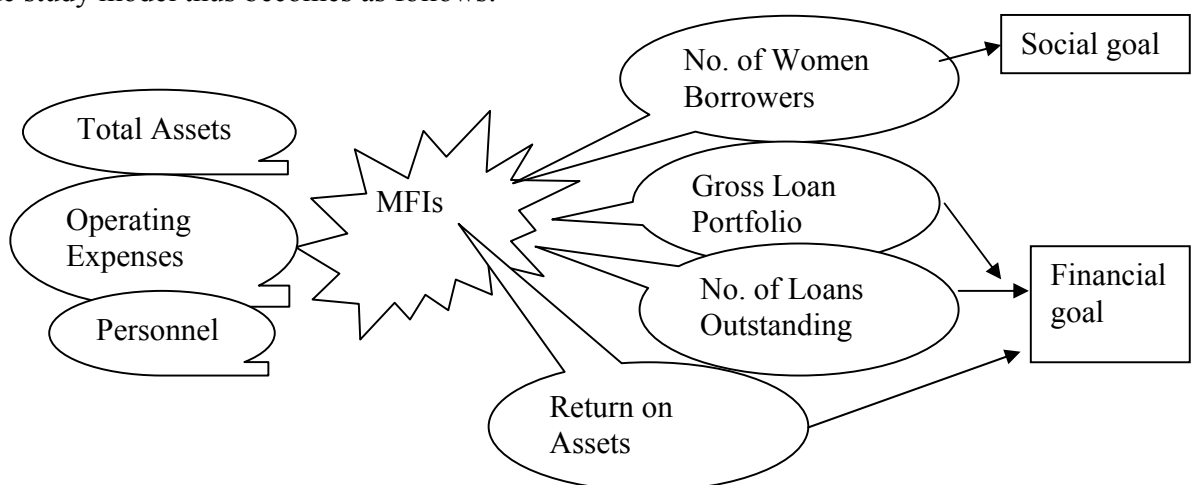 study model thus becomes as follows:
No. of Women
Borrowers
Social goal
Total Assets
MFIs
Gross Loan
Portfolio
Operating
Expenses
No. of Loans
Outstanding
Financial
goal
Personnel
Return on
Assets